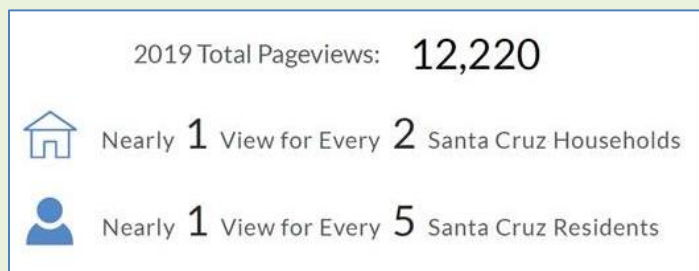 2019 Total Pageviews: 12,220
Nearly 1 View for Every 2 Santa Cruz Households
Nearly 1 View for Every 5 Santa Cruz Residents